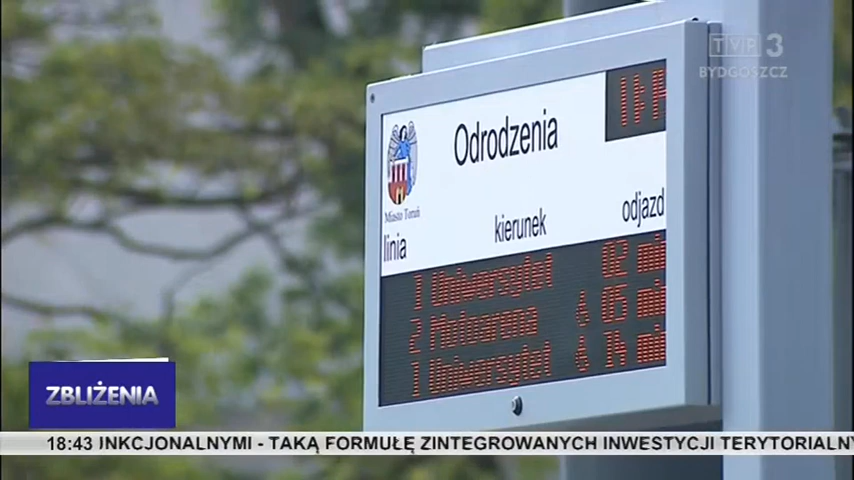 TVP 3
BYDGOSZCZ
Odrodzenia
Miasto Toruń
linia kierunek odjazd
1 Uniwersytet 02 min
2 Motoarena 05 min
1 Uniwersytet 14 min
ZBLIŻENIA
18:43 INKCJONALNYMI - TAKĄ FORMUŁĘ ZINTEGROWANYCH INWESTYCJI TERYTORIALNY